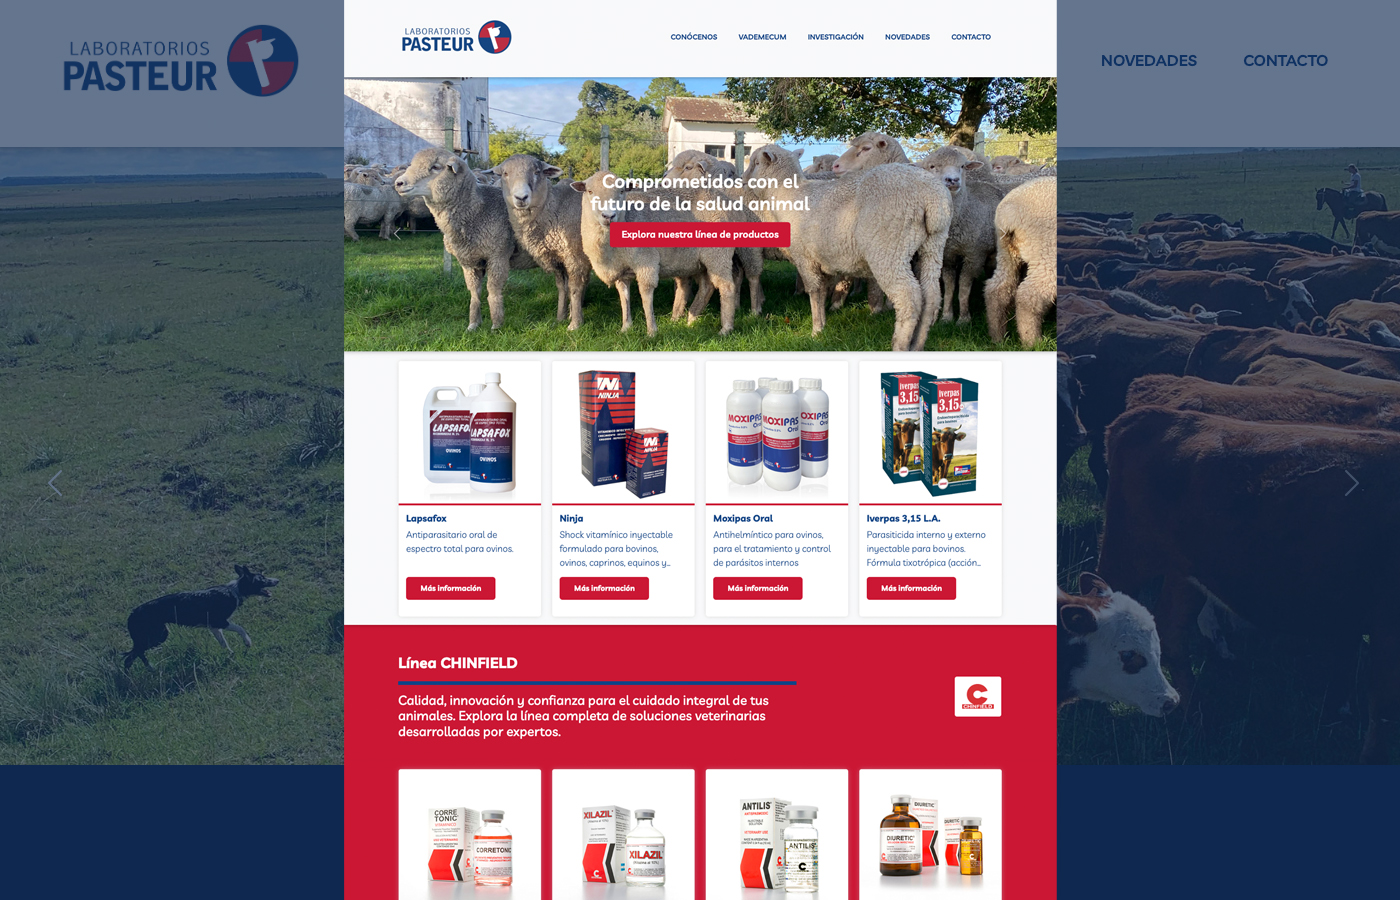 LABORATORIOS
PASTEUR
NOVEDADES
CONTACTO
LABORATORIOS
PASTEUR
CONÓCENOS
VADEMECUM
INVESTIGACIÓN
NOVEDADES
CONTACTO
Comprometidos con el
futuro de la salud animal
Explora nuestra línea de productos
LAPSAFOX
OVINOS
LAPSAFOX
OVINOS
NINJA
NINJA
MOXIPAS
Oral
MOXIPAS
Oral
MOXIPAS
Oral
iverpas
3,15
iverpas
3,15
Lapsafox
Antiparasitario oral de
espectro total para ovinos.
Más información
Ninja
Shock vitamínico inyectable
formulado para bovinos,
ovinos, caprinos, equinos y...
Más información
Moxipas Oral
Antihelmíntico para ovinos,
para el tratamiento y control
de parásitos internos
Más información
Iverpas 3,15 L.A.
Parasiticida interno y externo
inyectable para bovinos.
Fórmula tixotrópica (acción...
Más información
Línea CHINFIELD
Calidad, innovación y confianza para el cuidado integral de tus
animales. Explora la línea completa de soluciones veterinarias
desarrolladas por expertos.
CHINFIELD
CORRE
TONIC
VITAMINICO
CORRETONIC
XILAZIL
XILAZIL
ANTILIS
ANTILIS
DIURETIC
DIURETIC
DIURETIC